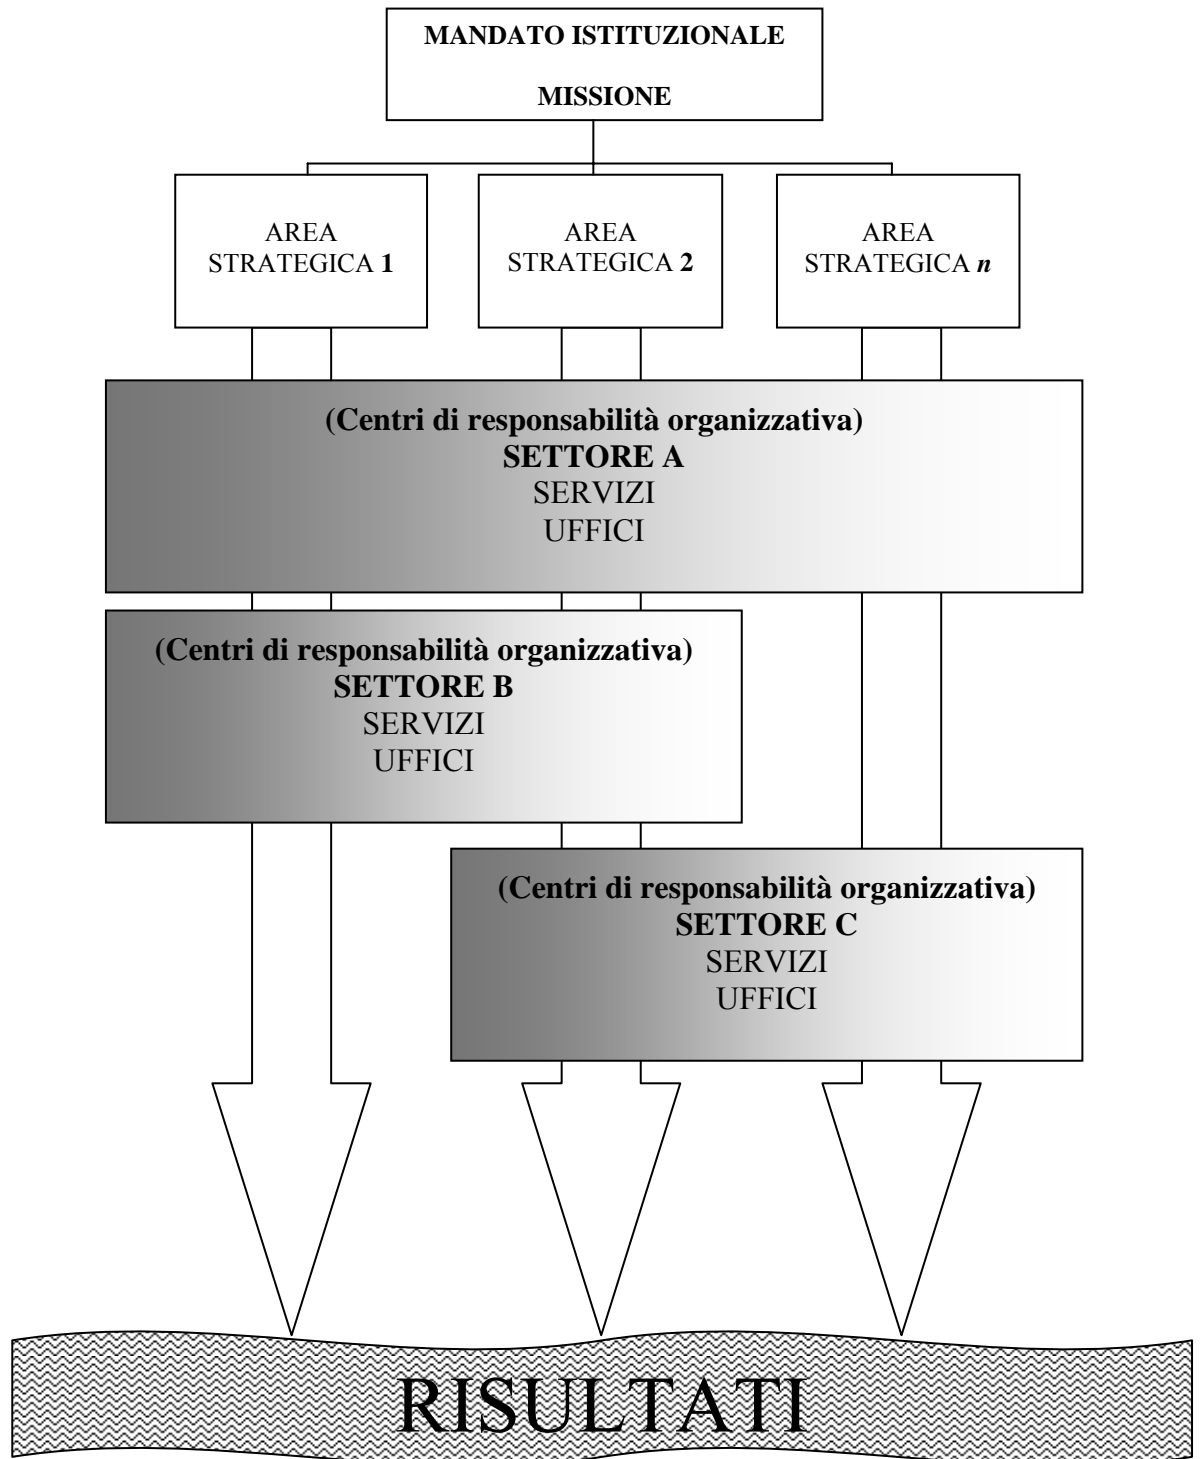 MANDATO ISTITUZIONALE
MISSIONE
AREA
STRATEGICA 1
AREA
STRATEGICA 2
AREA
STRATEGICA n
(Centri di responsabilità organizzativa)
SETTORE A
SERVIZI
UFFICI
(Centri di responsabilità organizzativa)
SETTORE B
SERVIZI
UFFICI
(Centri di responsabilità organizzativa)
SETTORE C
SERVIZI
UFFICI
RISULTATI